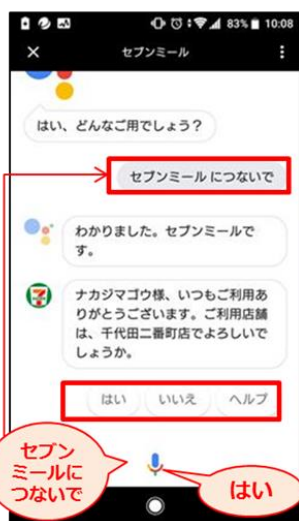 83% 10:08
セブンミール
はい、どんなご用でしょう？
セブンミール につないで
わかりました。セブンミールで
す。
ナカジマゴウ様、いつもご利用あ
りがとうございます。ご利用店舗
は、千代田二番町店でよろしいで
しょうか。
はい いいえ ヘルプ
セブン
ミールに
つないで
はい